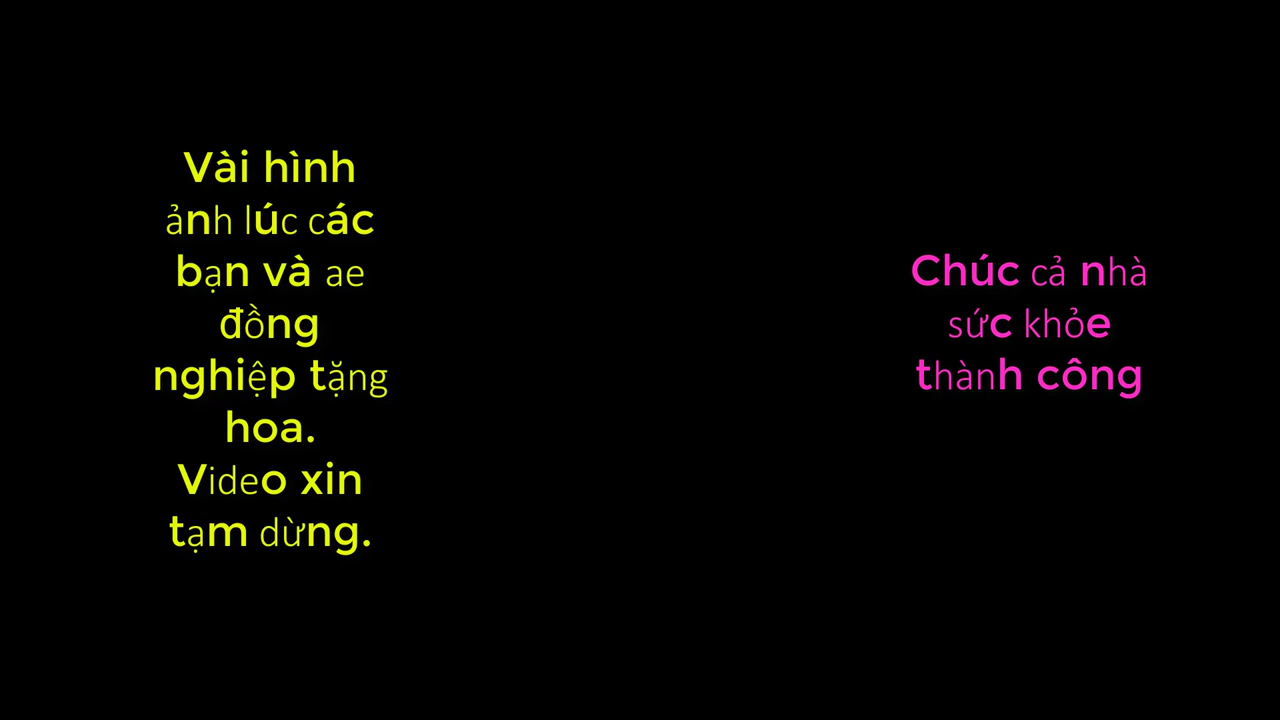 Vài hình
ảnh lúc các
bạn và ae
đồng
nghiệp tặng
hoa.
Video xin
tạm dừng.
Chúc cả nhà
sức khỏe
thành công